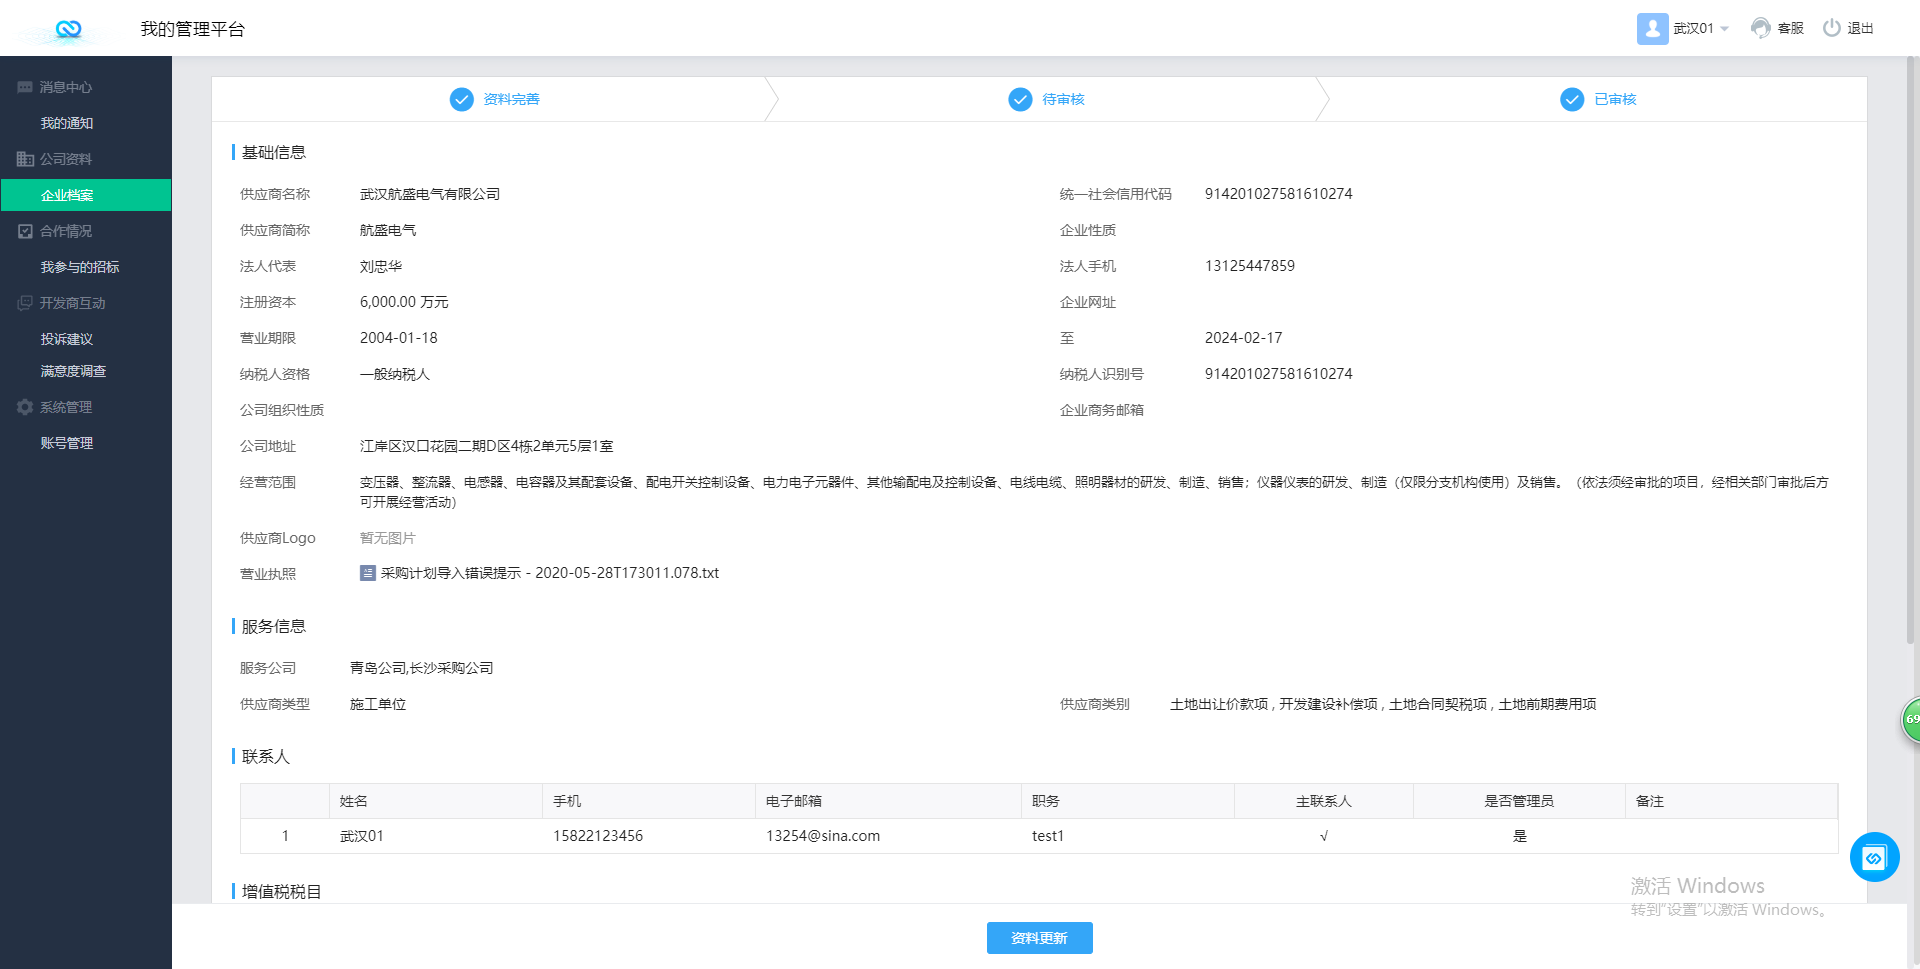 我的管理平台
武汉01
客服
退出
消息中心
我的通知
公司资料
企业档案
合作情况
我参与的招标
开发商互动
投诉建议
满意度调查
系统管理
账号管理
资料完善
待审核
已审核
基础信息
供应商名称 武汉航盛电气有限公司 统一社会信用代码 914201027581610274
供应商简称 航盛电气 企业性质
法人代表 刘忠华 法人手机 13125447859
注册资本 6,000.00 万元 企业网址
营业期限 2004-01-18 至 2024-02-17
纳税人资格 一般纳税人 纳税人识别号 914201027581610274
公司组织性质 企业商务邮箱
公司地址 江岸区汉口花园二期D区4栋2单元5层1室
经营范围 变压器、整流器、电感器、电容器及其配套设备、配电开关控制设备、电力电子元器件、其他输配电及控制设备、电线电缆、照明器材的研发、制造、销售；仪器仪表的研发、制造（仅限分支机构使用）及销售。（依法须经审批的项目，经相关部门审批后方
可开展经营活动）
供应商Logo 暂无图片
营业执照 采购计划导入错误提示 - 2020-05-28T173011.078.txt
服务信息
服务公司 青岛公司,长沙采购公司
供应商类型 施工单位 供应商类别 土地出让价款项 , 开发建设补偿项 , 土地合同契税项 , 土地前期费用项
联系人
姓名 手机 电子邮箱 职务 主联系人 是否管理员 备注
1 武汉01 15822123456 13254@sina.com test1 √ 是
增值税税目
资料更新
激活 Windows
转到"设置"以激活 Windows。
69